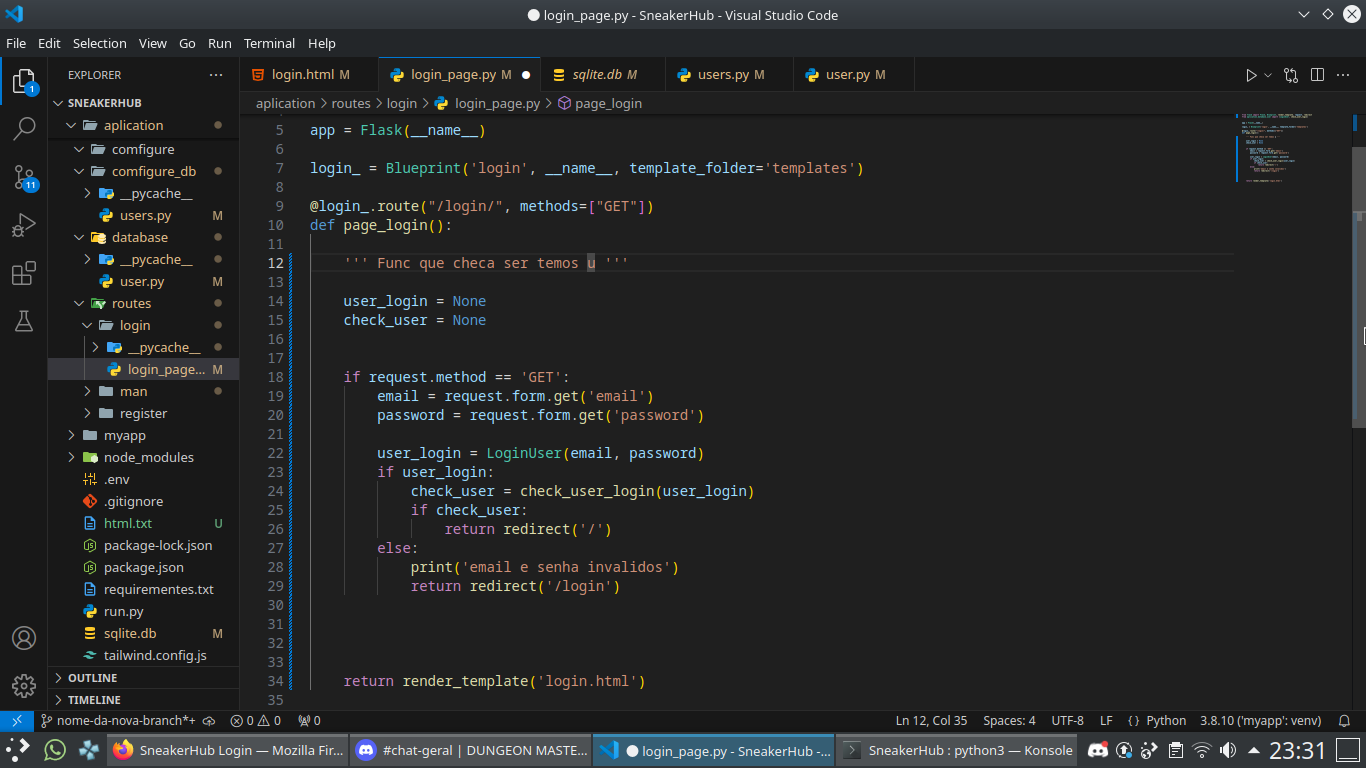 login_page.py - SneakerHub - Visual Studio Code
File Edit Selection View Go Run Terminal Help
EXPLORER
login.html M
login_page.py M
sqlite.db M
users.py M
user.py M
SNEAKERHUB
aplication > routes > login > login_page.py > page_login
aplication
configure
configure_db
__pycache__
users.py M
database
__pycache__
user.py M
routes
login
__pycache__
login_page... M
man
register
myapp
node_modules
.env
.gitignore
html.txt U
package-lock.json
package.json
requirementes.txt
run.py
sqlite.db M
tailwind.config.js
OUTLINE
TIMELINE
1
11
5 app = Flask(__name__)
6
7 login_ = Blueprint('login', __name__, template_folder='templates')
8
9 @login_.route("/login/", methods=["GET"])
10 def page_login():
11
12 ''' Func que checa ser temos u '''
13
14 user_login = None
15 check_user = None
16
17
18 if request.method == 'GET':
19 email = request.form.get('email')
20 password = request.form.get('password')
21
22 user_login = LoginUser(email, password)
23 if user_login:
24 check_user = check_user_login(user_login)
25 if check_user:
26 return redirect('/')
27 else:
28 print('email e senha invalidos')
29 return redirect('/login')
30
31
32
33
34 return render_template('login.html')
35
nome-da-nova-branch*+ 0 0 0 Ln 12, Col 35 Spaces: 4 UTF-8 LF {} Python 3.8.10 ('myapp': venv)
SneakerHub Login — Mozilla Fir...
#chat-geral | DUNGEON MASTE...
login_page.py - SneakerHub -...
SneakerHub : python3 — Konsole
23:31